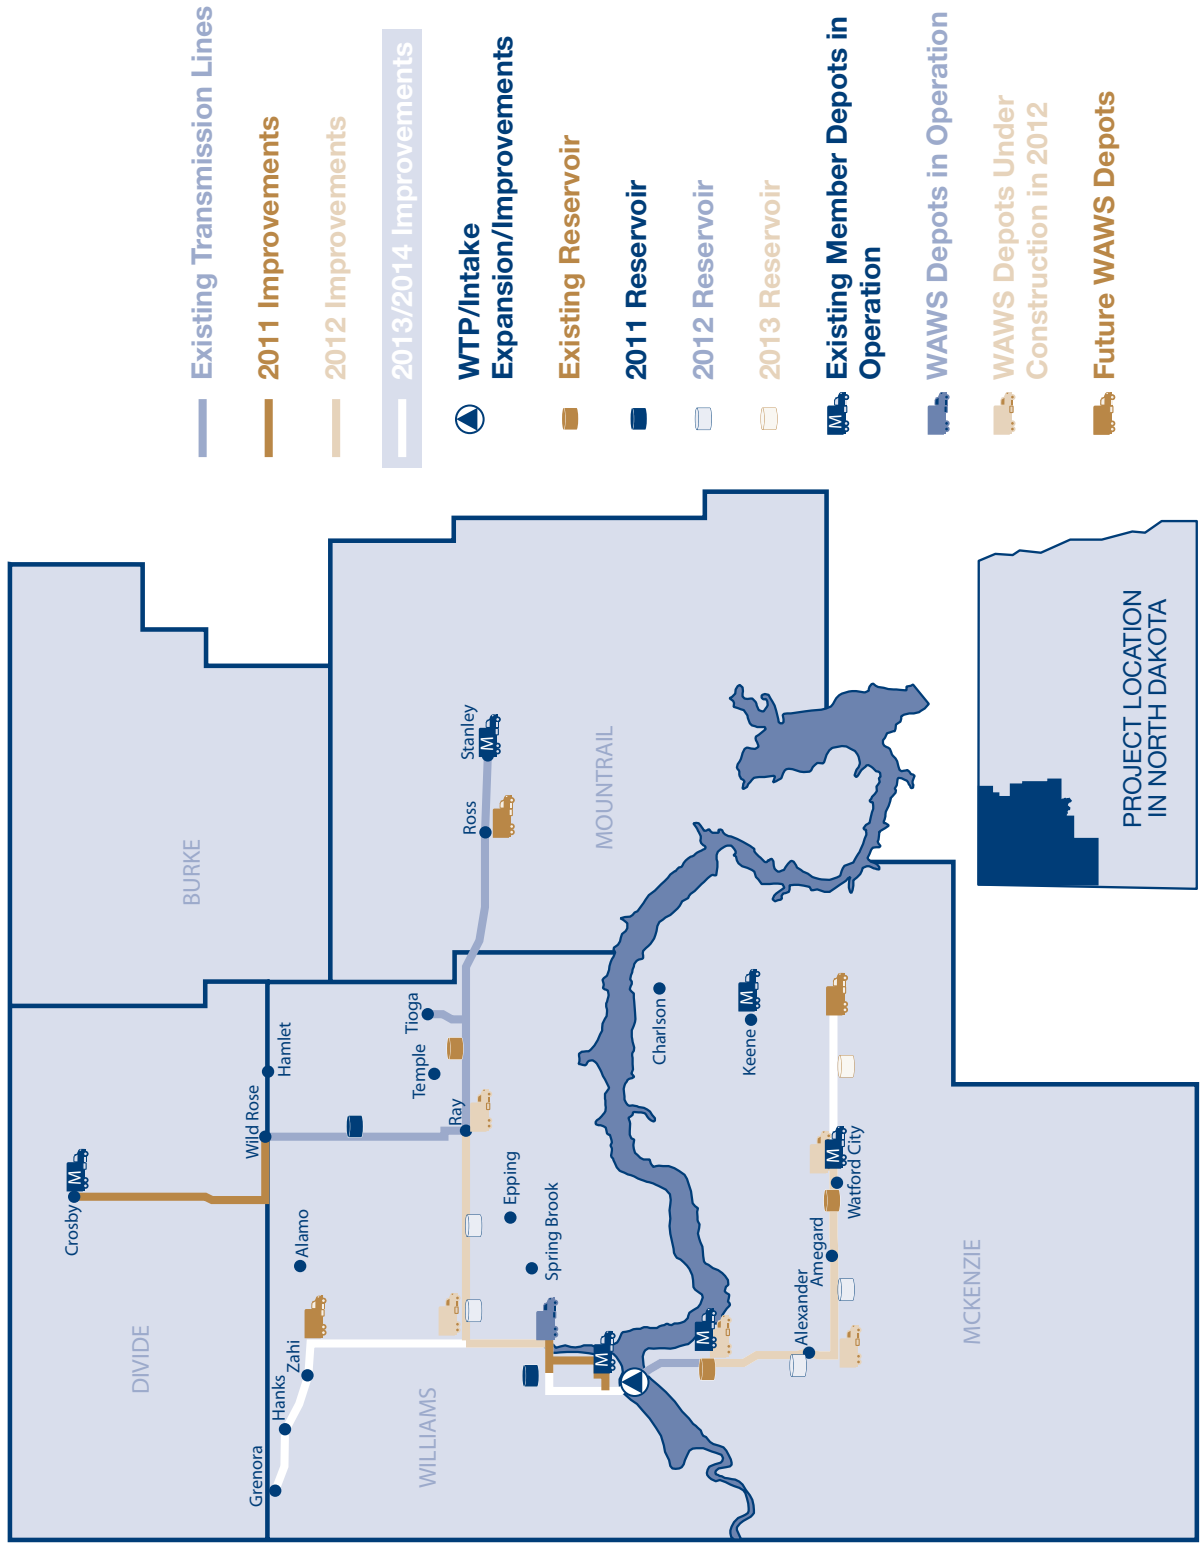 Existing Transmission Lines
2011 Improvements
2012 Improvements
2013/2014 Improvements
WTP/Intake
Expansion/Improvements
Existing Reservoir
2011 Reservoir
2012 Reservoir
2013 Reservoir
M
Existing Member Depots in
Operation
WAWS Depots in Operation
WAWS Depots Under
Construction in 2012
Future WAWS Depots
DIVIDE
BURKE
WILLIAMS
MOUNTRAIL
MCKENZIE
Crosby
M
Wild Rose
Hamlet
Grenora
Hanks
Zahl
Alamo
Temple
Tioga
Ray
Ross
Stanley
M
Epping
Spring Brook
M
M
Charlson
Keene
M
Alexander
Arnegard
Watford City
M
PROJECT LOCATION
IN NORTH DAKOTA